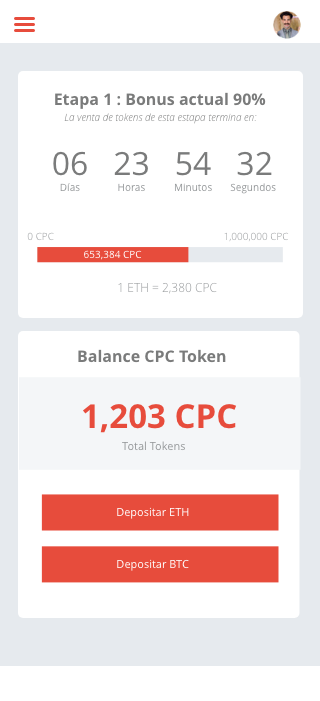 Etapa 1 : Bonus actual 90%
La venta de tokens de esta estapa termina en:
06 23 54 32
Días Horas Minutos Segundos
0 CPC 1,000,000 CPC
653,384 CPC
1 ETH = 2,380 CPC
Balance CPC Token
1,203 CPC
Total Tokens
Depositar ETH
Depositar BTC